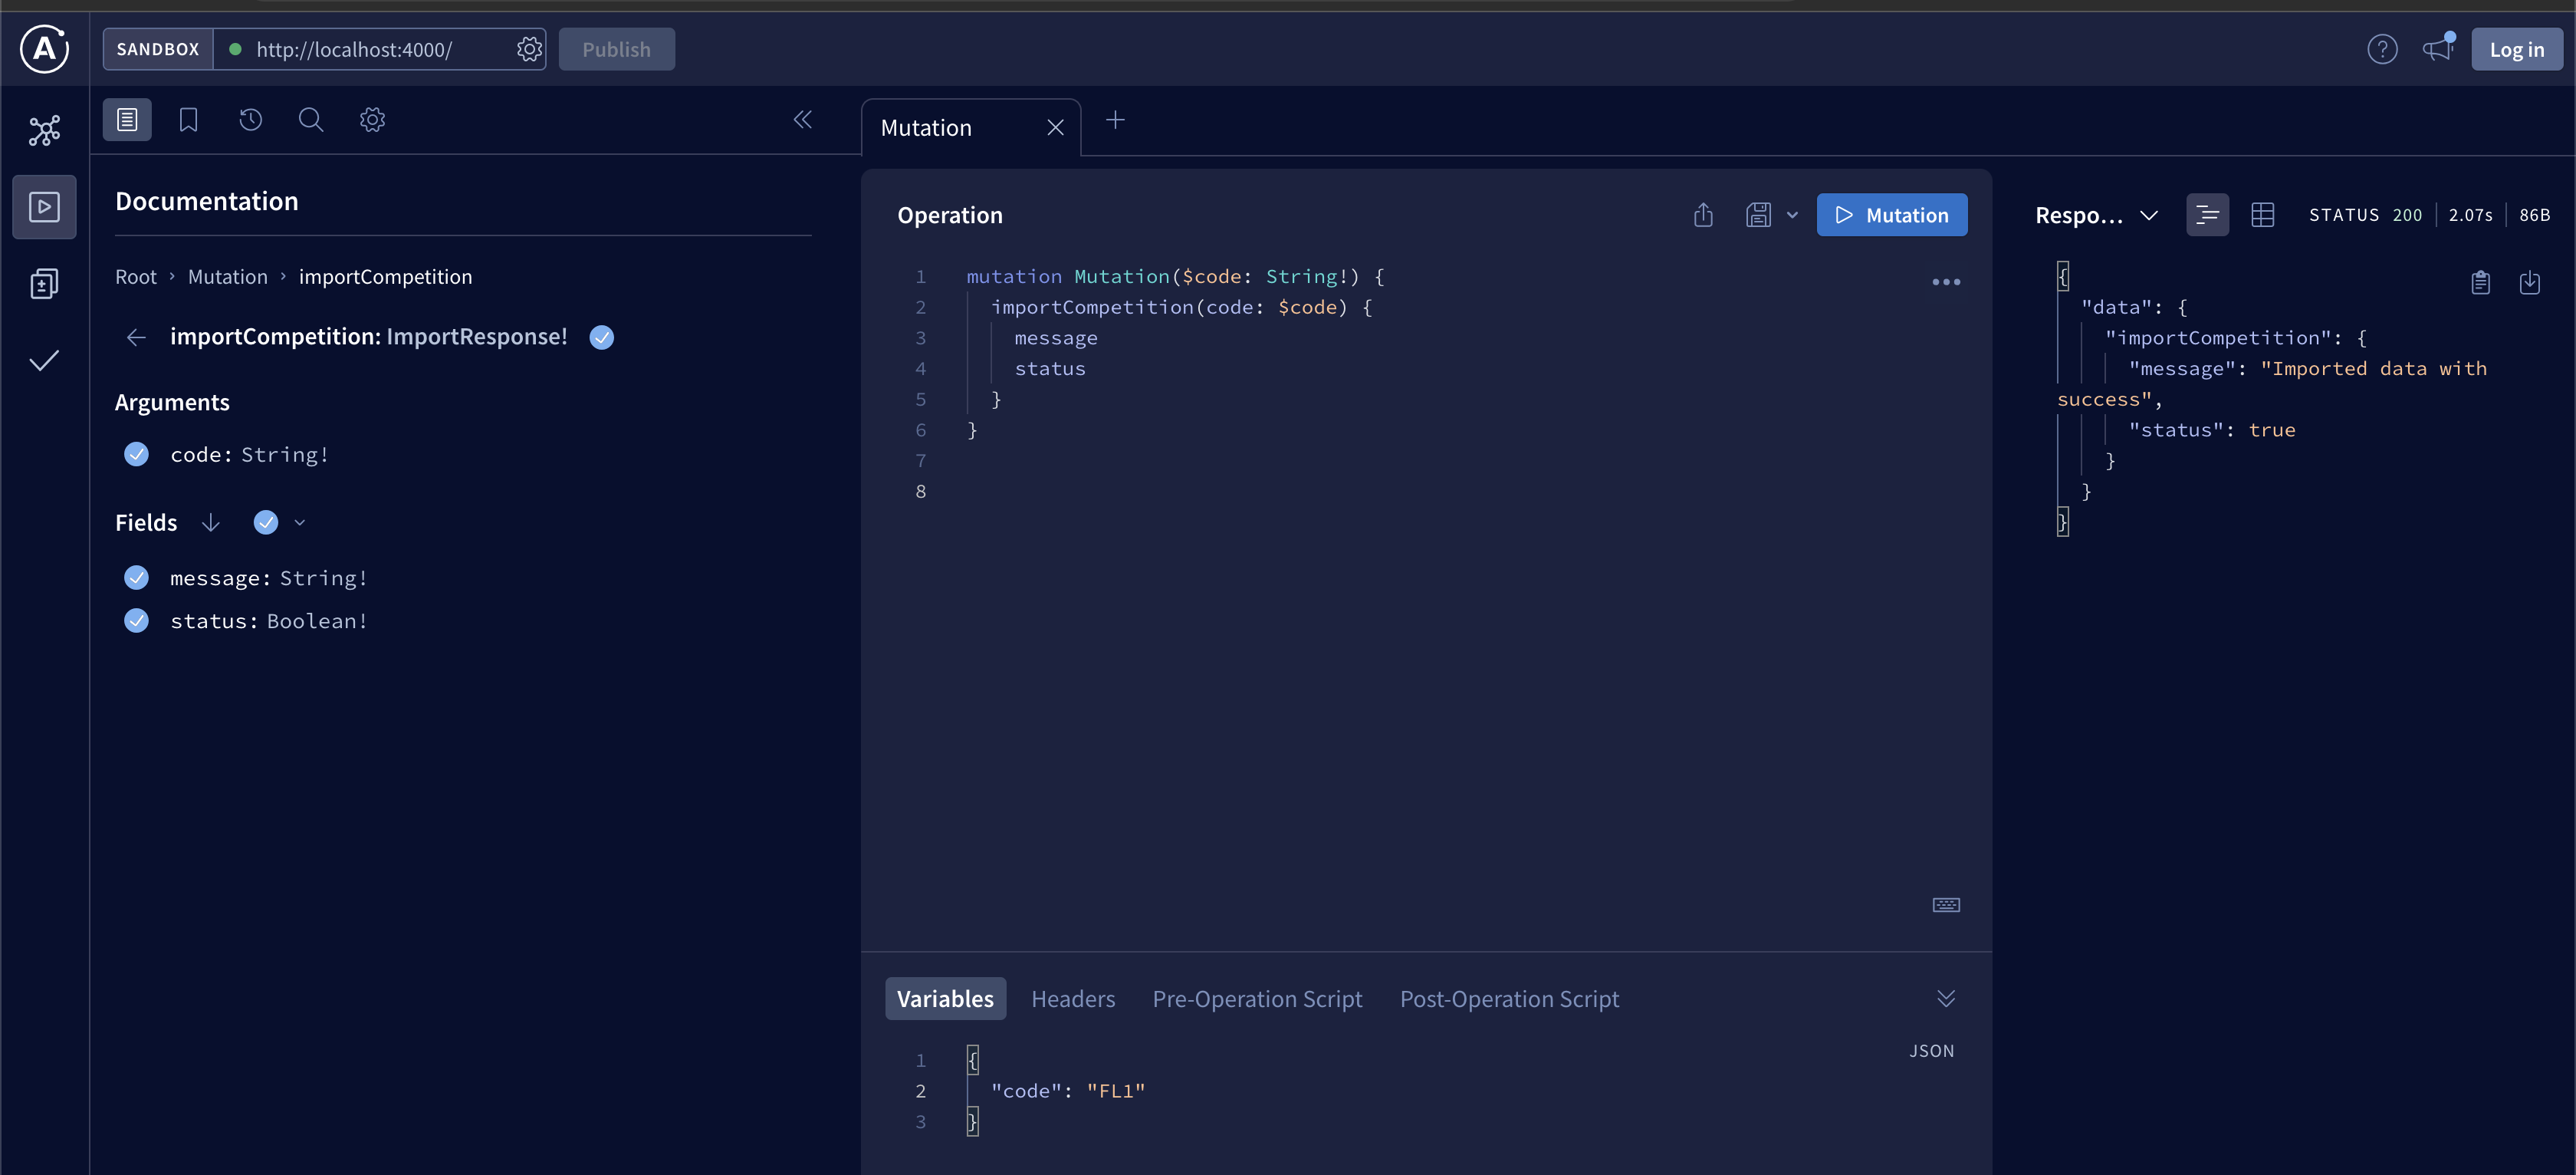 SANDBOX http://localhost:4000/ Publish Log in
Documentation
Root › Mutation › importCompetition
importCompetition: ImportResponse!
Arguments
code: String!
Fields
message: String!
status: Boolean!
Mutation
Operation
Mutation
1 mutation Mutation($code: String!) {
2 importCompetition(code: $code) {
3 message
4 status
5 }
6 }
7
8
Variables Headers Pre-Operation Script Post-Operation Script
JSON
1 {
2 "code": "FL1"
3 }
Respo... STATUS 200 2.07s 86B
{
"data": {
"importCompetition": {
"message": "Imported data with
success",
"status": true
}
}
}